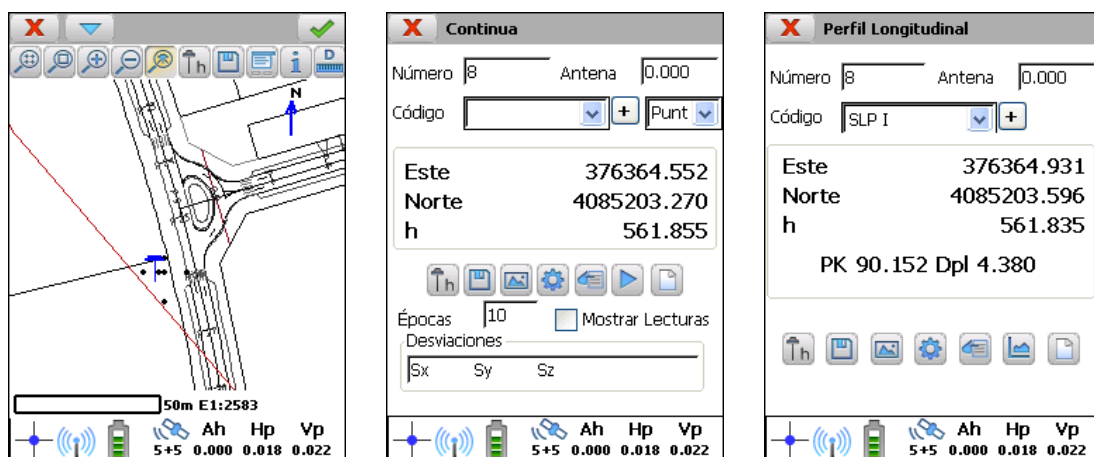 N
h
i
D
50m E1:2583
Ah Hp Vp
5+5 0.000 0.018 0.022
Continua
Número 8 Antena 0.000
Código + Punt
Este 376364.552
Norte 4085203.270
h 561.855
h
Épocas 10 Mostrar Lecturas
Desviaciones
Sx Sy Sz
Ah Hp Vp
5+5 0.000 0.018 0.022
Perfil Longitudinal
Número 8 Antena 0.000
Código SLP I +
Este 376364.931
Norte 4085203.596
h 561.835
PK 90.152 Dpl 4.380
h
Ah Hp Vp
5+5 0.000 0.018 0.022